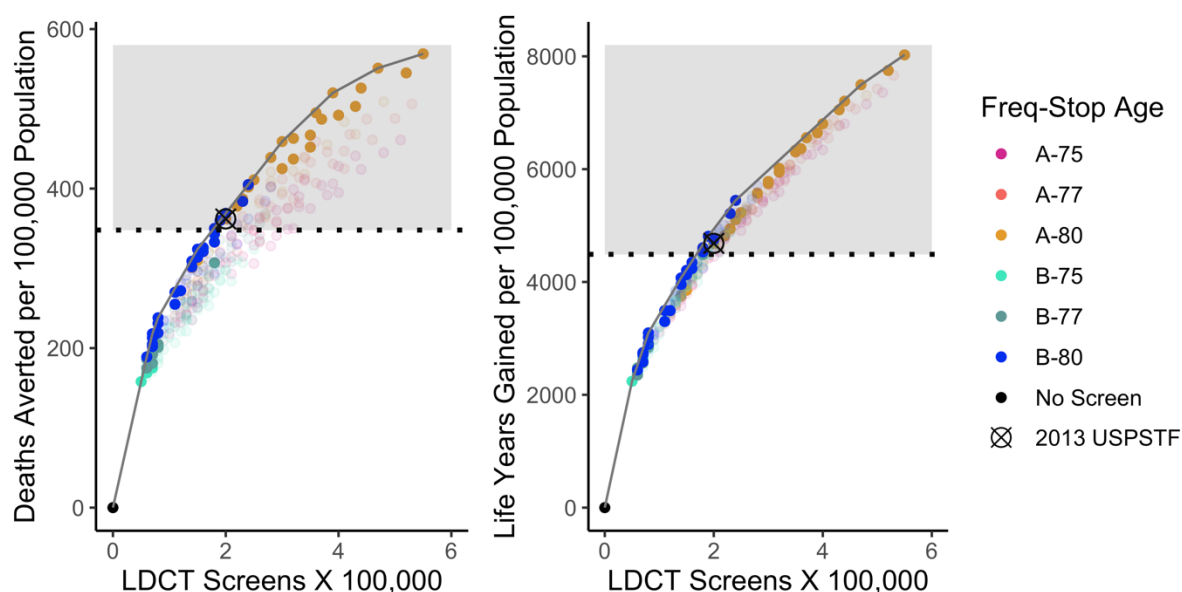 Deaths Averted per 100,000 Population
600
400
200
0
0 2 4 6
LDCT Screens X 100,000
Life Years Gained per 100,000 Population
8000
6000
4000
2000
0
0 2 4 6
LDCT Screens X 100,000
Freq-Stop Age
A-75
A-77
A-80
B-75
B-77
B-80
No Screen
2013 USPSTF